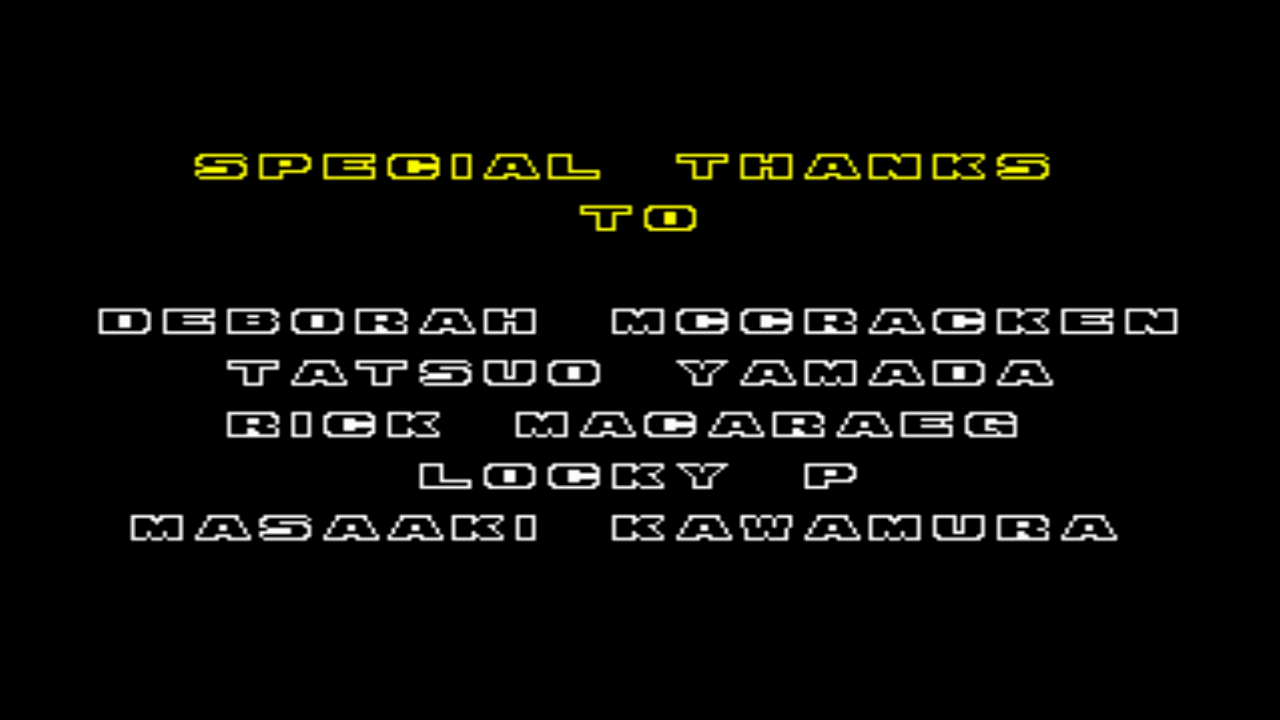 SPECIAL THANKS
TO
DEBORAH MCCRACKEN
TATSUO YAMADA
RICK MACARAEG
LOCKY P
MASAAKI KAWAMURA